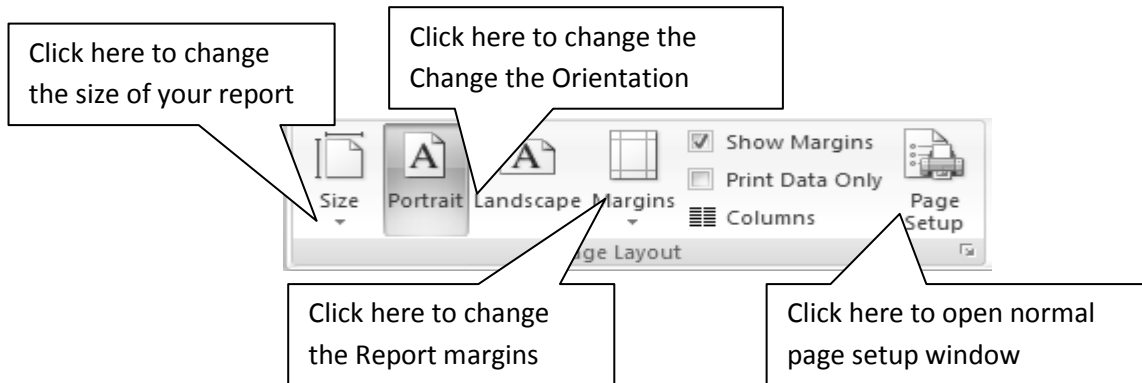 Click here to change
the size of your report
Click here to change the
Change the Orientation
Size
Portrait
Landscape
Margins
Show Margins
Print Data Only
Columns
Page
Setup
age Layout
Click here to change
the Report margins
Click here to open normal
page setup window